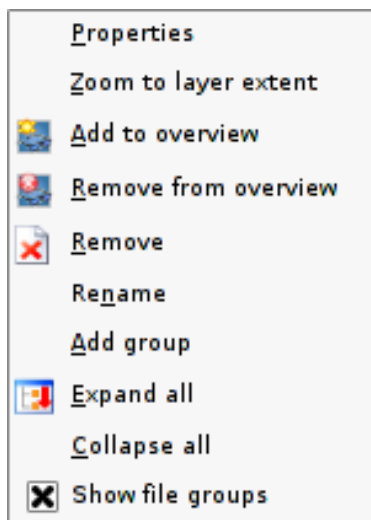 Properties
Zoom to layer extent
Add to overview
Remove from overview
Remove
Rename
Add group
Expand all
Collapse all
Show file groups